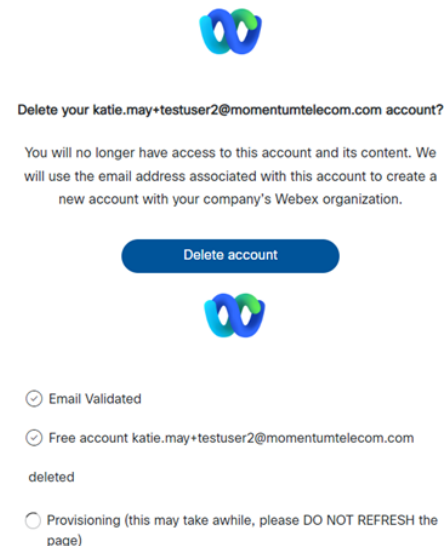 Delete your katie.may+testuser2@momentumtelecom.com account?
You will no longer have access to this account and its content. We
will use the email address associated with this account to create a
new account with your company's Webex organization.
Delete account
Email Validated
Free account katie.may+testuser2@momentumtelecom.com
deleted
Provisioning (this may take awhile, please DO NOT REFRESH the
page)